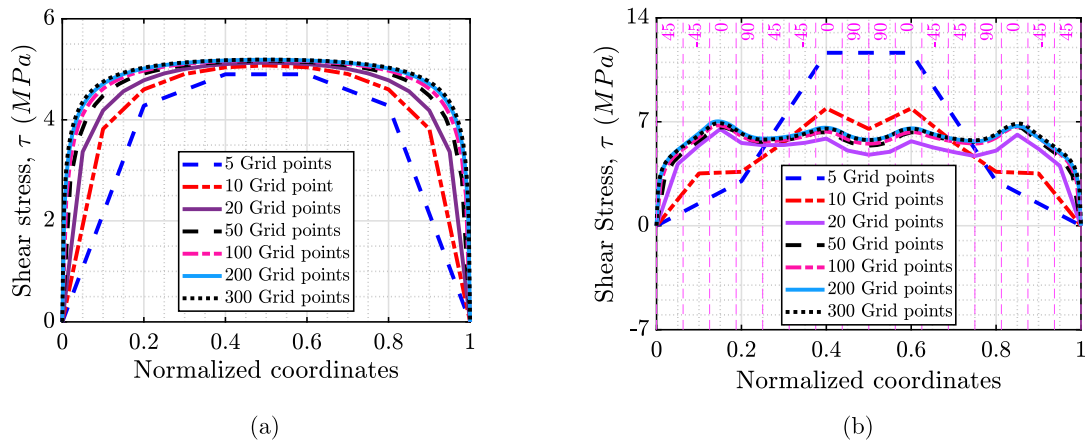 6
4
2
0
Shear stress, τ (MPa)
5 Grid points
10 Grid point
20 Grid points
50 Grid points
100 Grid points
200 Grid points
300 Grid points
0 0.2 0.4 0.6 0.8 1
Normalized coordinates
(a)
14
7
0
-7
Shear Stress, τ (MPa)
45 -45 0 90 45 -45 0 90 90 0 -45 45 90 0 -45 45
5 Grid points
10 Grid points
20 Grid points
50 Grid points
100 Grid points
200 Grid points
300 Grid points
0 0.2 0.4 0.6 0.8 1
Normalized coordinates
(b)